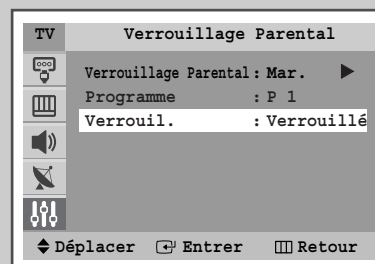 TV Verrouillage Parental
Verrouillage Parental : Mar. ▶
Programme : P 1
Verrouil. : Verrouillé
Déplacer Entrer Retour